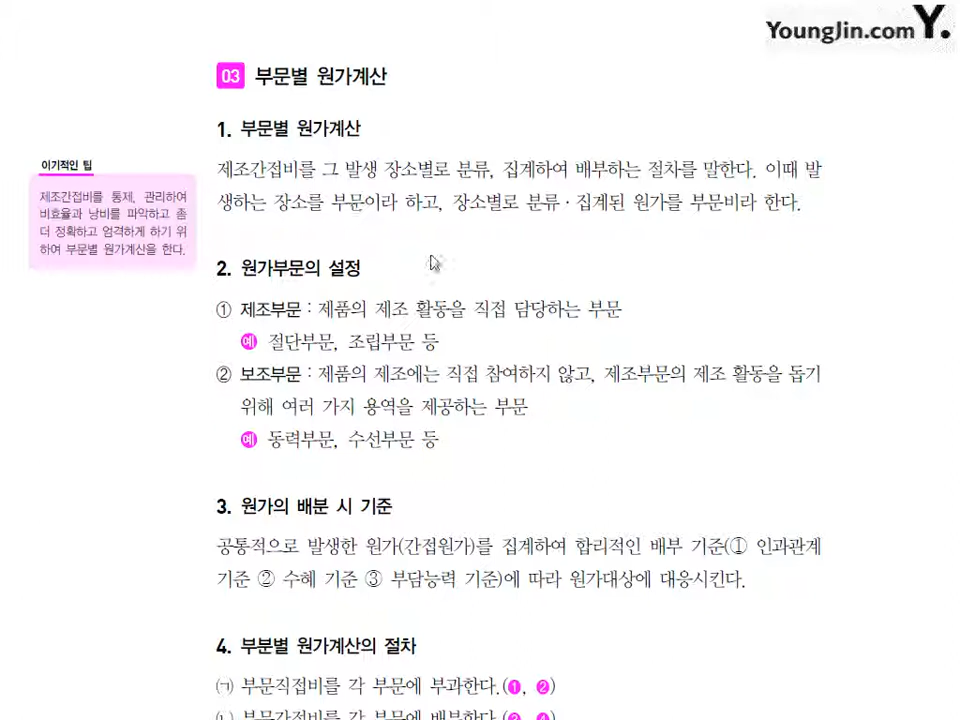 YoungJin.com Y.
03 부문별 원가계산
1. 부문별 원가계산
이기적인 팁
제조간접비를 그 발생 장소별로 분류, 집계하여 배부하는 절차를 말한다. 이때 발
생하는 장소를 부문이라 하고, 장소별로 분류·집계된 원가를 부문비라 한다.
제조간접비를 통제, 관리하여
비효율과 낭비를 파악하고 좀
더 정확하고 엄격하게 하기 위
하여 부문별 원가계산을 한다.
2. 원가부문의 설정
① 제조부문 : 제품의 제조 활동을 직접 담당하는 부문
예 절단부문, 조립부문 등
② 보조부문 : 제품의 제조에는 직접 참여하지 않고, 제조부문의 제조 활동을 돕기
위해 여러 가지 용역을 제공하는 부문
예 동력부문, 수선부문 등
3. 원가의 배분 시 기준
공통적으로 발생한 원가(간접원가)를 집계하여 합리적인 배부 기준(① 인과관계
기준 ② 수혜 기준 ③ 부담능력 기준)에 따라 원가대상에 대응시킨다.
4. 부분별 원가계산의 절차
㈀ 부문직접비를 각 부문에 부과한다.(❶, ❷)
㈁ 부문간접비를 각 부문에 배부한다.(❸, ❹)